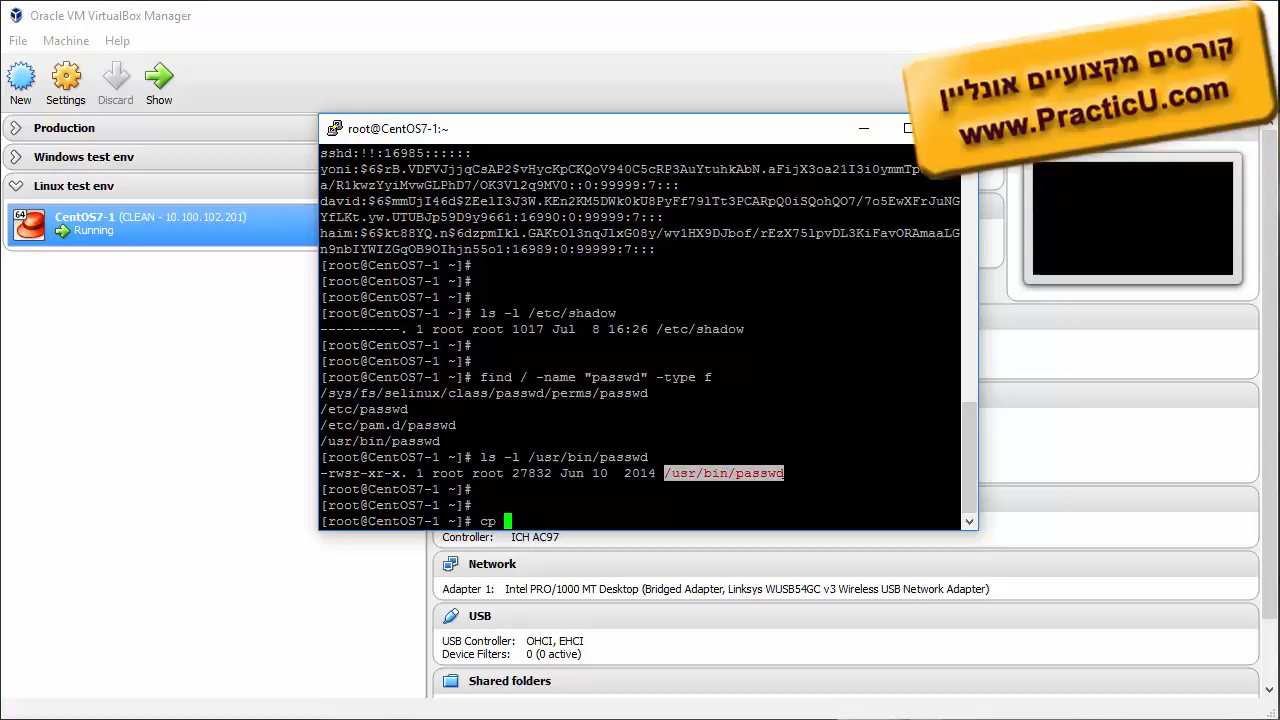 Oracle VM VirtualBox Manager
File Machine Help
New Settings Discard Show
קורסים מקצועיים אונליין
www.PracticU.com
Production
Windows test env
Linux test env
64
CentOS7-1 (CLEAN - 10.100.102.201)
Running
root@CentOS7-1:~
sshd:!!:16985::::::
yoni:$6$rB.VDFVJjjqCsAP2$vHycKpCKQoV940C5cRP3AuYtuhkAbN.aFijX3oa21I3i0ymmTp
a/R1kwzYyiMvwGLPhD7/OK3Vl2q9MV0::0:99999:7:::
david:$6$mmUjI46d$ZEelI3J3W.KEn2KM5DWk0kU8PyFf79lTt3PCARpQ0iSQohQO7/7o5EwXFrJuNG
YfLKt.yw.UTUBJp59D9y9661:16990:0:99999:7:::
haim:$6$kt88YQ.n$6dzpmIkl.GAKtOl3nqJlxG08y/wv1HX9DJbof/rEzX75lpvDL3KiFavORAmaaLG
n9nbIYWIZGqOB9OIhjn55o1:16989:0:99999:7:::
[root@CentOS7-1 ~]#
[root@CentOS7-1 ~]#
[root@CentOS7-1 ~]#
[root@CentOS7-1 ~]# ls -l /etc/shadow
----------. 1 root root 1017 Jul  8 16:26 /etc/shadow
[root@CentOS7-1 ~]#
[root@CentOS7-1 ~]#
[root@CentOS7-1 ~]# find / -name "passwd" -type f
/sys/fs/selinux/class/passwd/perms/passwd
/etc/passwd
/etc/pam.d/passwd
/usr/bin/passwd
[root@CentOS7-1 ~]# ls -l /usr/bin/passwd
-rwsr-xr-x. 1 root root 27832 Jun 10  2014 /usr/bin/passwd
[root@CentOS7-1 ~]#
[root@CentOS7-1 ~]#
[root@CentOS7-1 ~]# cp
Controller: ICH AC97
Network
Adapter 1: Intel PRO/1000 MT Desktop (Bridged Adapter, Linksys WUSB54GC v3 Wireless USB Network Adapter)
USB
USB Controller: OHCI, EHCI
Device Filters: 0 (0 active)
Shared folders